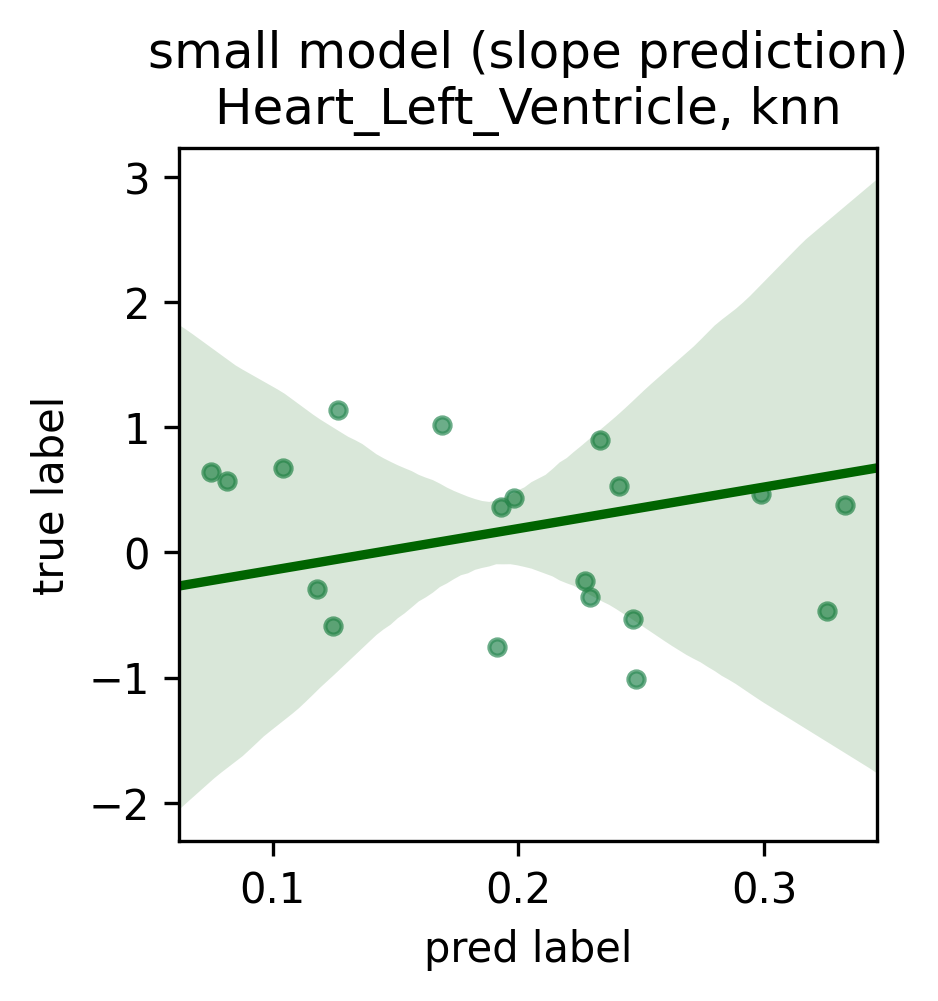 small model (slope prediction)
Heart_Left_Ventricle, knn
3
2
1
0
−1
−2
true label
0.1 0.2 0.3
pred label